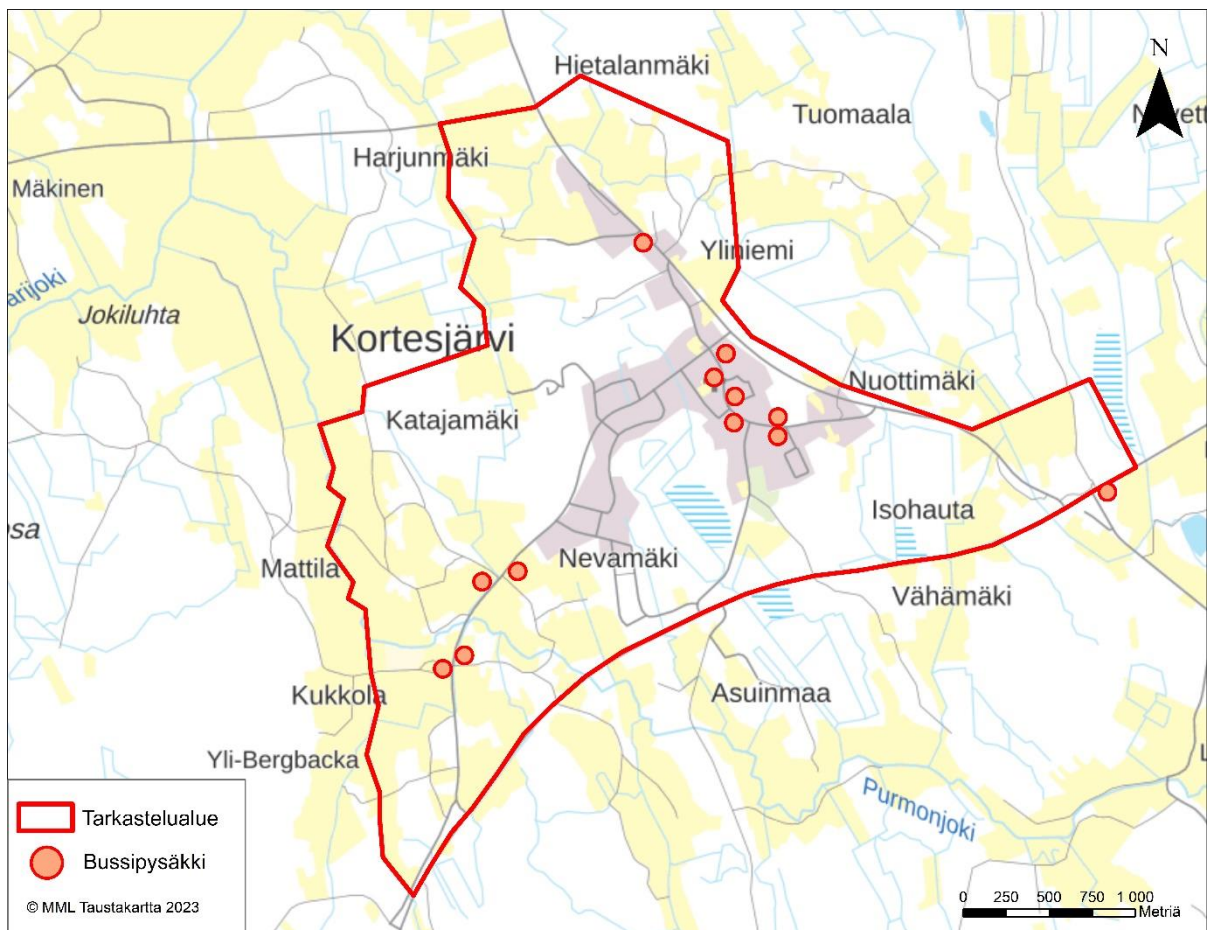 Hietalanmäki
N
Tuomaala
Harjunmäki
Mäkinen
Yliniemi
Jokiluhta
Kortesjärvi
Nuottimäki
Katajamäki
Isohauta
Nevamäki
Mattila
Vähämäki
Kukkola
Asuinmaa
Yli-Bergbacka
Purmonjoki
Tarkastelualue
Bussipysäkki
© MML Taustakartta 2023
0 250 500 750 1 000
Metriä